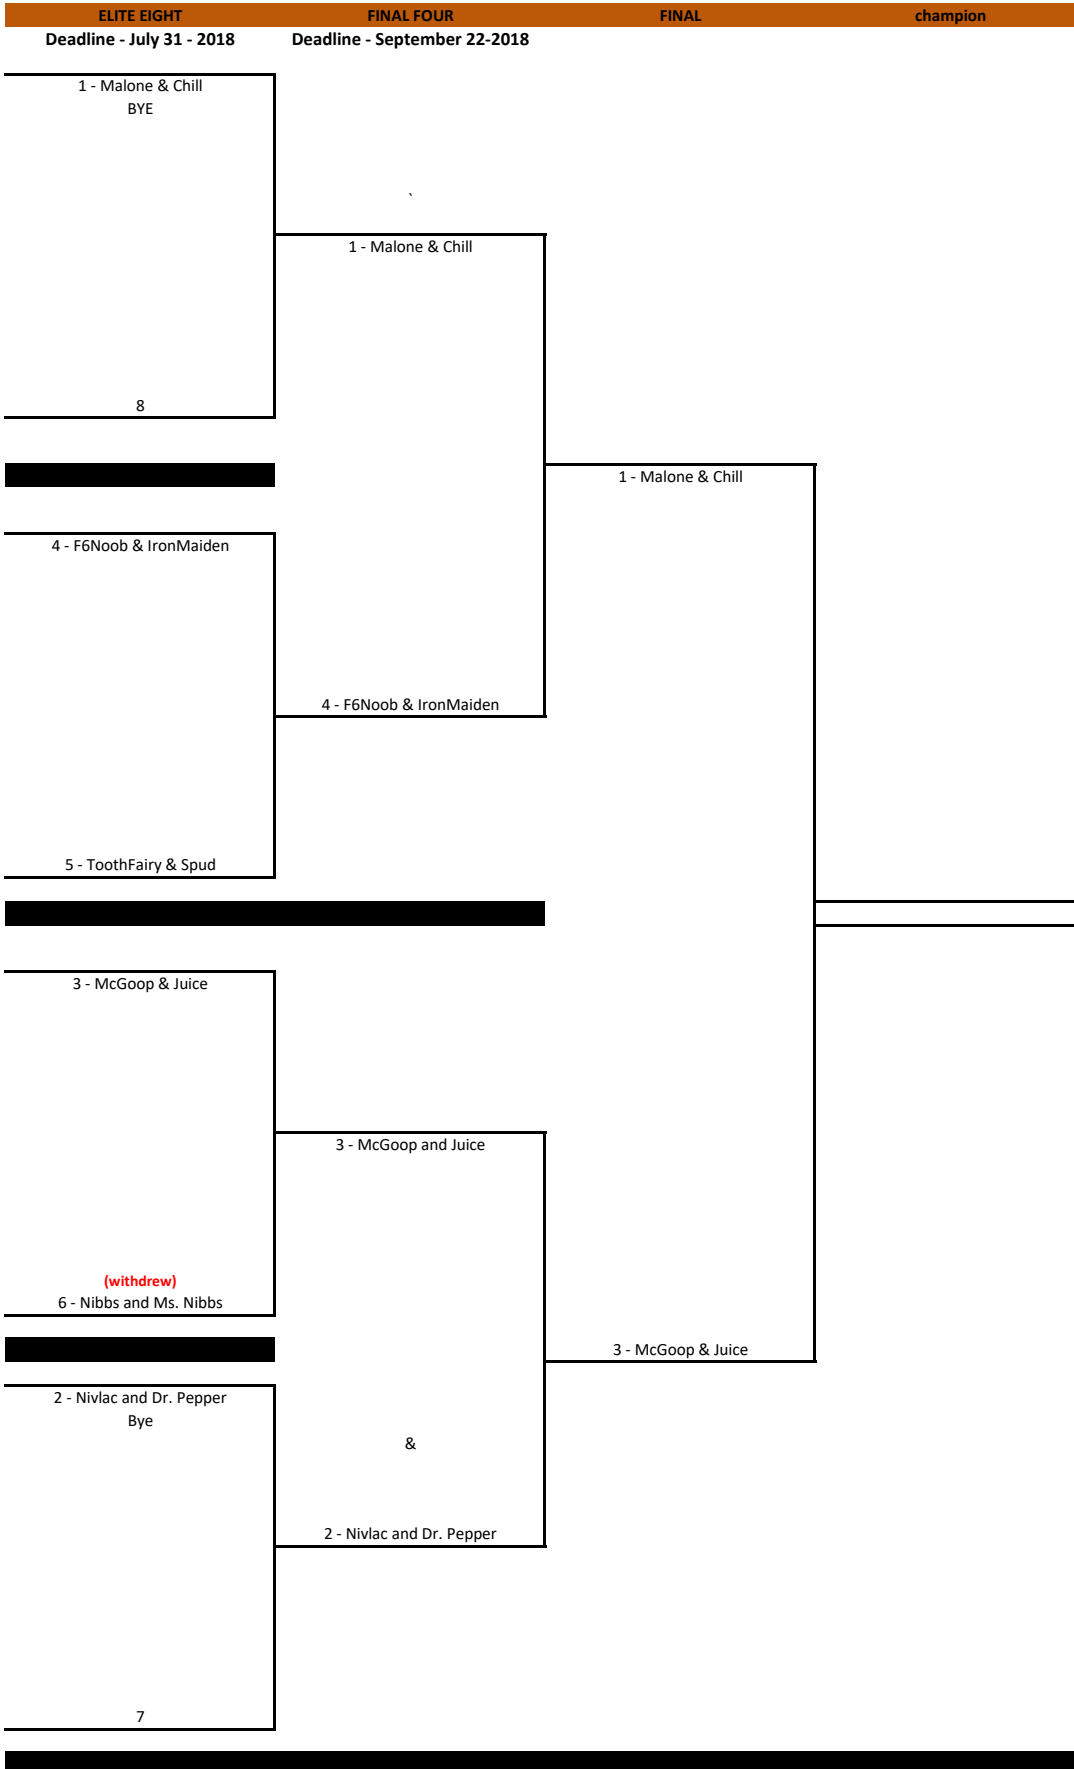 ELITE EIGHT FINAL FOUR FINAL champion
Deadline - July 31 - 2018 Deadline - September 22-2018
1 - Malone & Chill
BYE
`
1 - Malone & Chill
8
1 - Malone & Chill
4 - F6Noob & IronMaiden
4 - F6Noob & IronMaiden
5 - ToothFairy & Spud
3 - McGoop & Juice
3 - McGoop and Juice
(withdrew)
6 - Nibbs and Ms. Nibbs
3 - McGoop & Juice
2 - Nivlac and Dr. Pepper
Bye
&
2 - Nivlac and Dr. Pepper
7